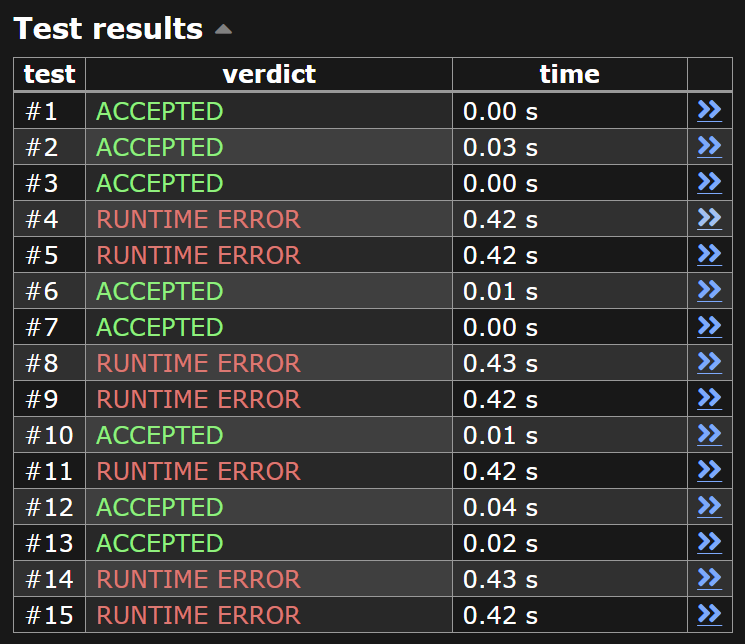 Test results
test verdict time
#1 ACCEPTED 0.00 s
#2 ACCEPTED 0.03 s
#3 ACCEPTED 0.00 s
#4 RUNTIME ERROR 0.42 s
#5 RUNTIME ERROR 0.42 s
#6 ACCEPTED 0.01 s
#7 ACCEPTED 0.00 s
#8 RUNTIME ERROR 0.43 s
#9 RUNTIME ERROR 0.42 s
#10 ACCEPTED 0.01 s
#11 RUNTIME ERROR 0.42 s
#12 ACCEPTED 0.04 s
#13 ACCEPTED 0.02 s
#14 RUNTIME ERROR 0.43 s
#15 RUNTIME ERROR 0.42 s